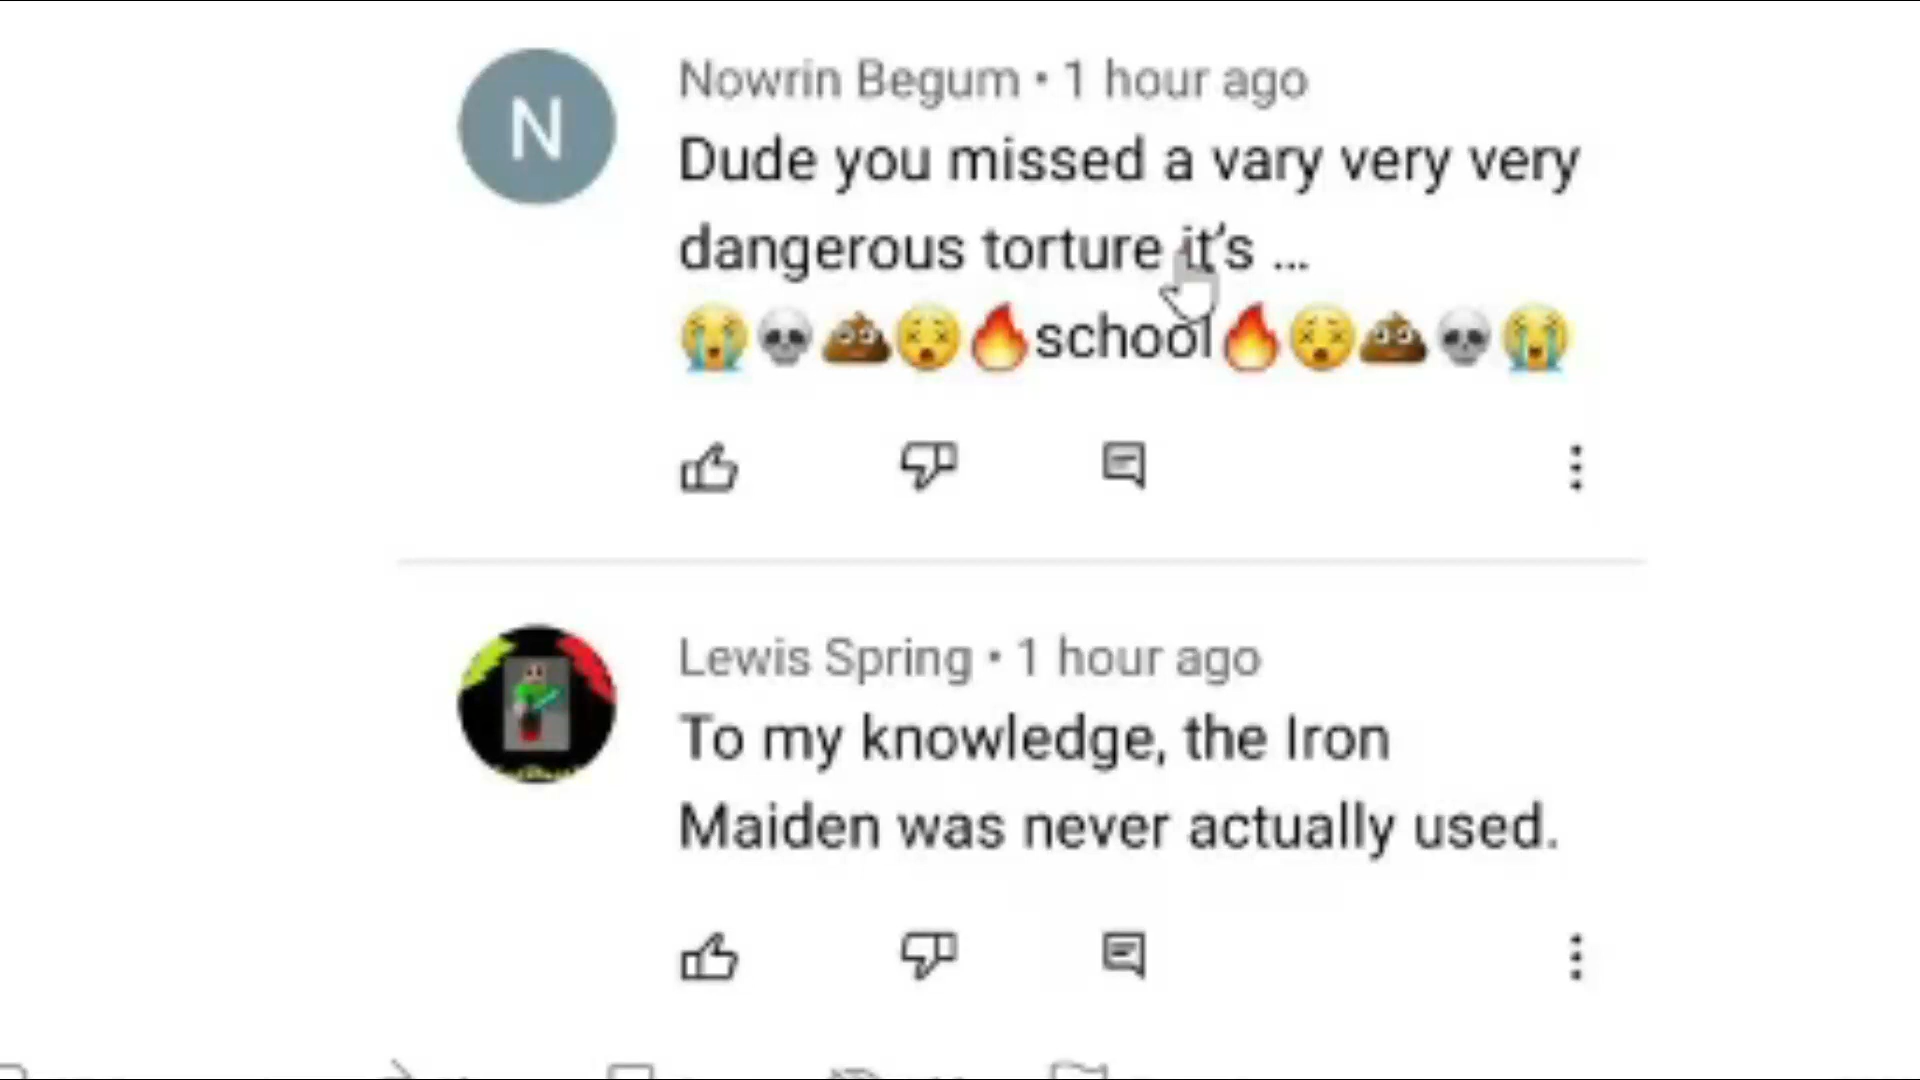 N
Nowrin Begum • 1 hour ago
Dude you missed a vary very very
dangerous torture it's ...
😭💀💩😵🔥school🔥😵💩💀😭
Lewis Spring • 1 hour ago
To my knowledge, the Iron
Maiden was never actually used.